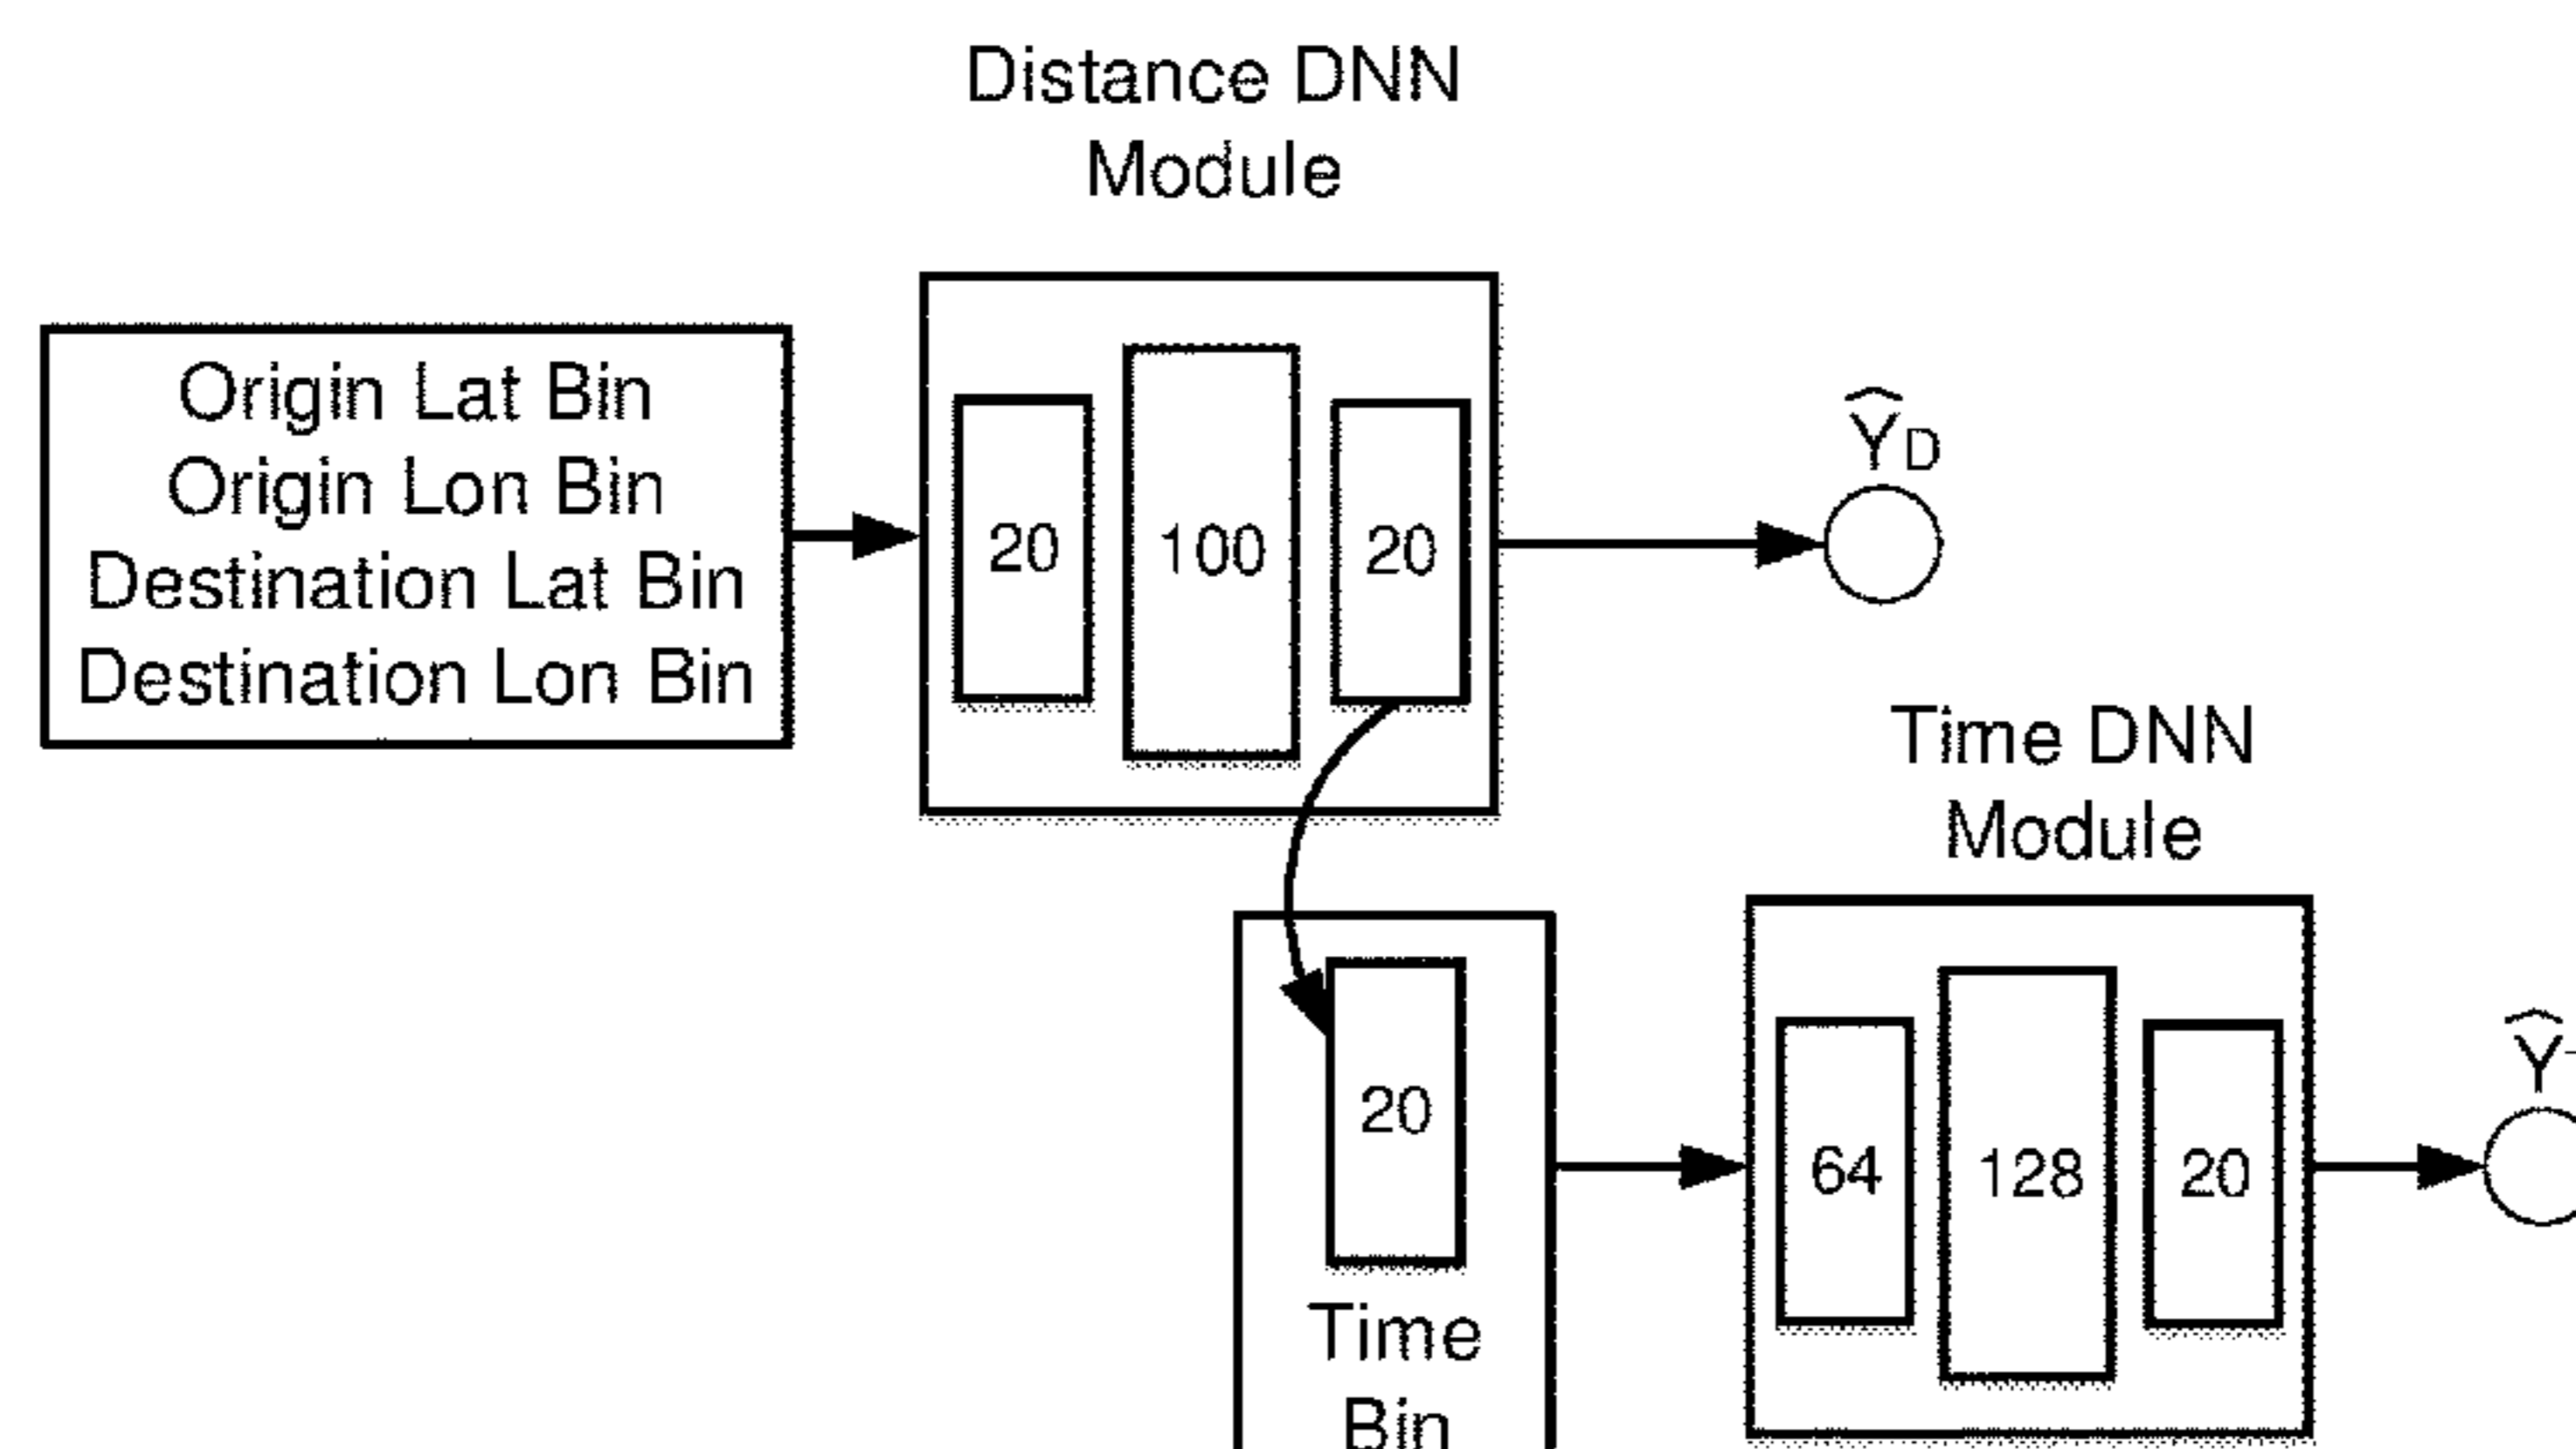 Distance DNN
Module
Origin Lat Bin
Origin Lon Bin
Destination Lat Bin
Destination Lon Bin
20 100 20
Ŷ_D
Time DNN
Module
20
Time
Bin
64 128 20
Ŷ